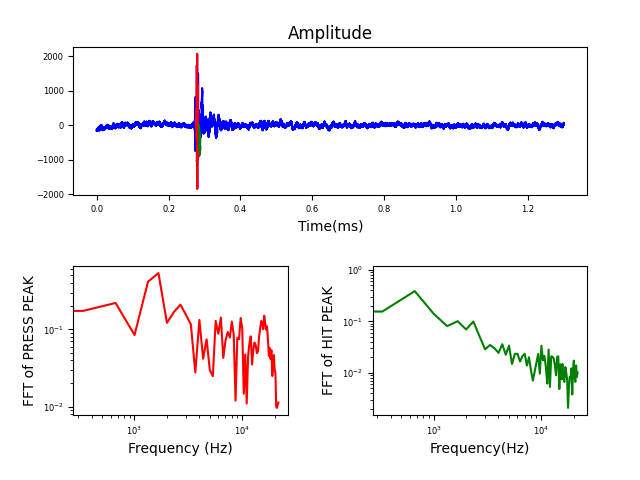 Amplitude
2000
1000
0
−1000
−2000
0.0 0.2 0.4 0.6 0.8 1.0 1.2
Time(ms)
FFT of PRESS PEAK
10⁻¹
10⁻²
10³ 10⁴
Frequency (Hz)
FFT of HIT PEAK
10⁰
10⁻¹
10⁻²
10³ 10⁴
Frequency(Hz)